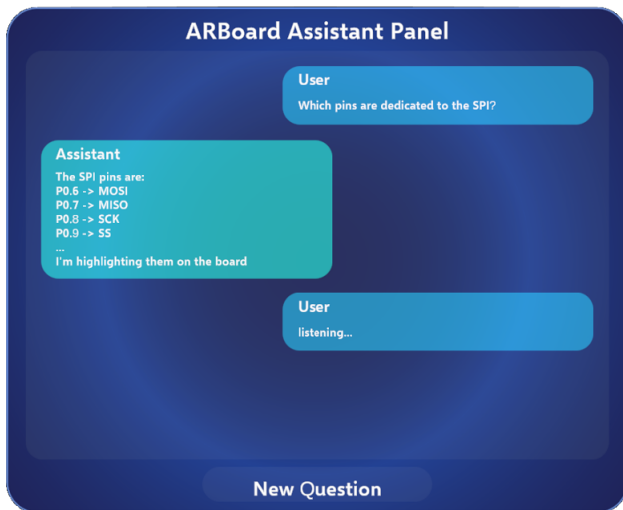 ARBoard Assistant Panel
User
Which pins are dedicated to the SPI?
Assistant
The SPI pins are:
P0.6 -> MOSI
P0.7 -> MISO
P0.8 -> SCK
P0.9 -> SS
...
I'm highlighting them on the board
User
listening...
New Question